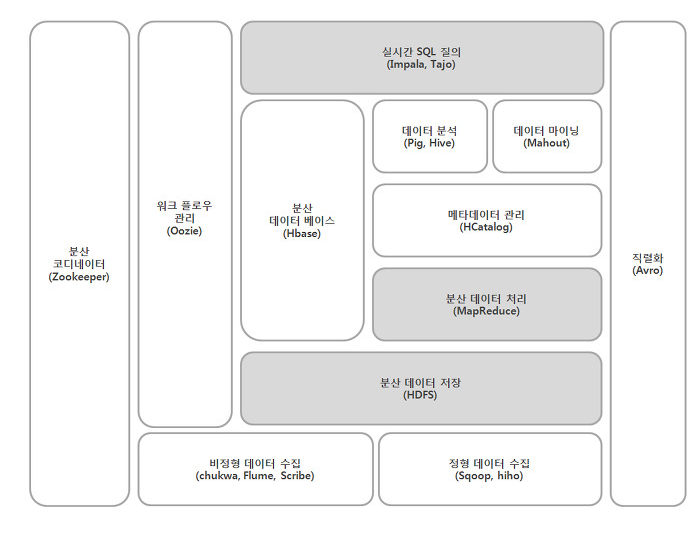 실시간 SQL 질의
(Impala, Tajo)
데이터 분석
(Pig, Hive)
데이터 마이닝
(Mahout)
워크 플로우
관리
(Oozie)
분산
데이터 베이스
(Hbase)
메타데이터 관리
(HCatalog)
분산
코디네이터
(Zookeeper)
직렬화
(Avro)
분산 데이터 처리
(MapReduce)
분산 데이터 저장
(HDFS)
비정형 데이터 수집
(chukwa, Flume, Scribe)
정형 데이터 수집
(Sqoop, hiho)